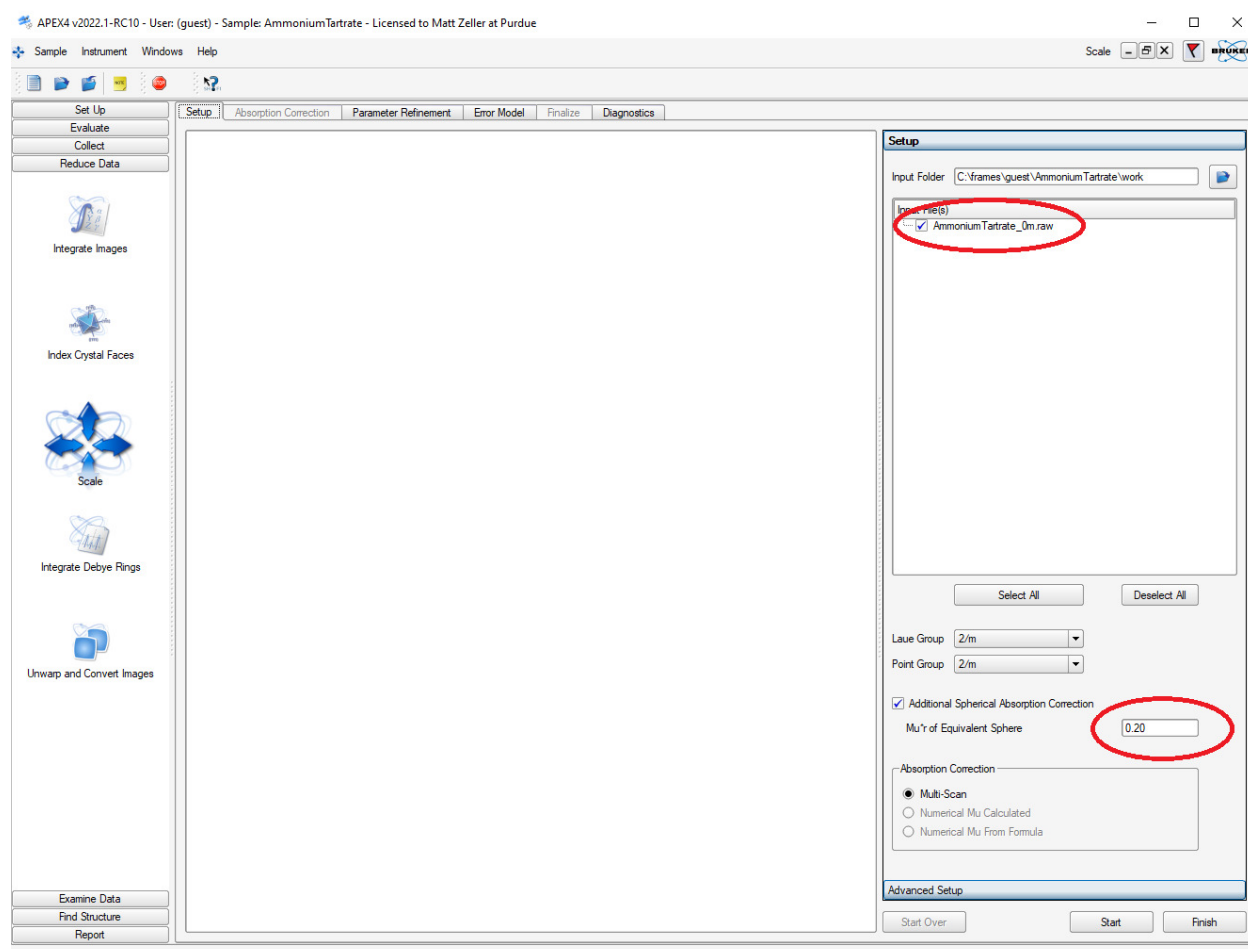 APEX4 v2022.1-RC10 - User: (guest) - Sample: AmmoniumTartrate - Licensed to Matt Zeller at Purdue
Sample Instrument Windows Help
Scale
BRUKER
Set Up
Evaluate
Collect
Reduce Data
Integrate Images
Index Crystal Faces
Scale
Integrate Debye Rings
Unwarp and Convert Images
Examine Data
Find Structure
Report
Setup Absorption Correction Parameter Refinement Error Model Finalize Diagnostics
Setup
Input Folder C:\frames\guest\AmmoniumTartrate\work
Input File(s)
AmmoniumTartrate_0m.raw
Select All Deselect All
Laue Group 2/m
Point Group 2/m
Additional Spherical Absorption Correction
Mu*r of Equivalent Sphere 0.20
Absorption Correction
Multi-Scan
Numerical Mu Calculated
Numerical Mu From Formula
Advanced Setup
Start Over Start Finish